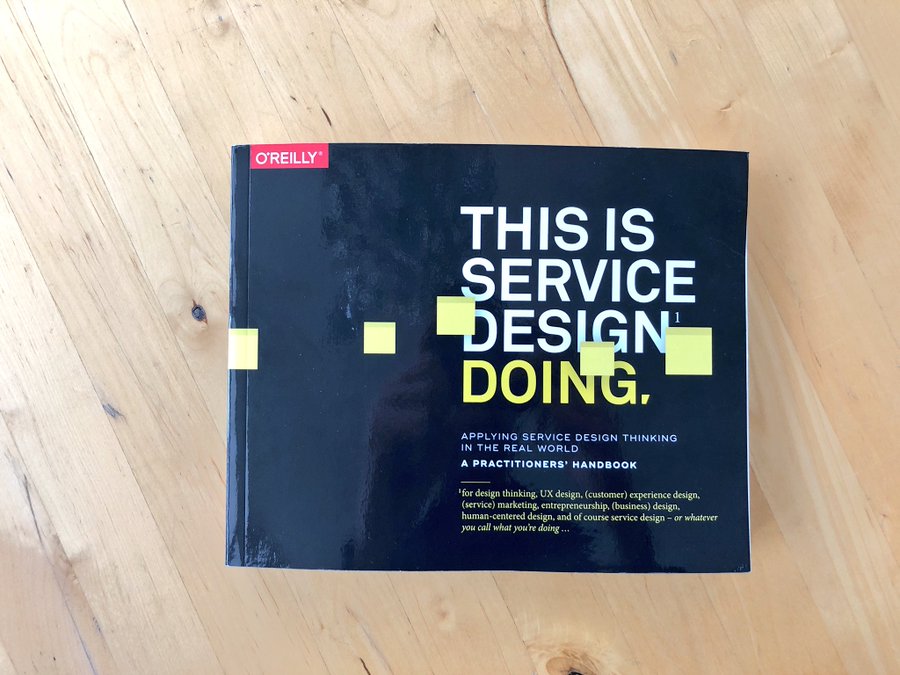 O'REILLY®
THIS IS
SERVICE
DESIGN¹
DOING.
APPLYING SERVICE DESIGN THINKING
IN THE REAL WORLD
A PRACTITIONERS' HANDBOOK
¹for design thinking, UX design, (customer) experience design,
(service) marketing, entrepreneurship, (business) design,
human-centered design, and of course service design – or whatever
you call what you're doing ...